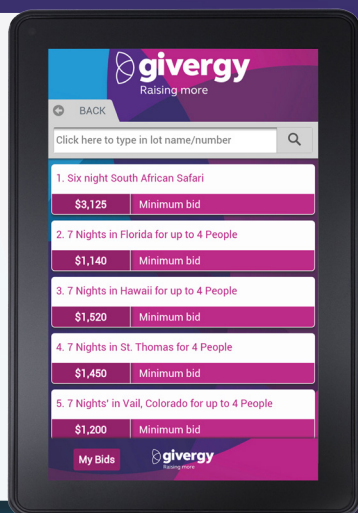 givergy
Raising more
BACK
Click here to type in lot name/number
1. Six night South African Safari
$3,125 Minimum bid
2. 7 Nights in Florida for up to 4 People
$1,140 Minimum bid
3. 7 Nights in Hawaii for up to 4 People
$1,520 Minimum bid
4. 7 Nights in St. Thomas for 4 People
$1,450 Minimum bid
5. 7 Nights' in Vail, Colorado for up to 4 People
$1,200 Minimum bid
My Bids givergy
Raising more